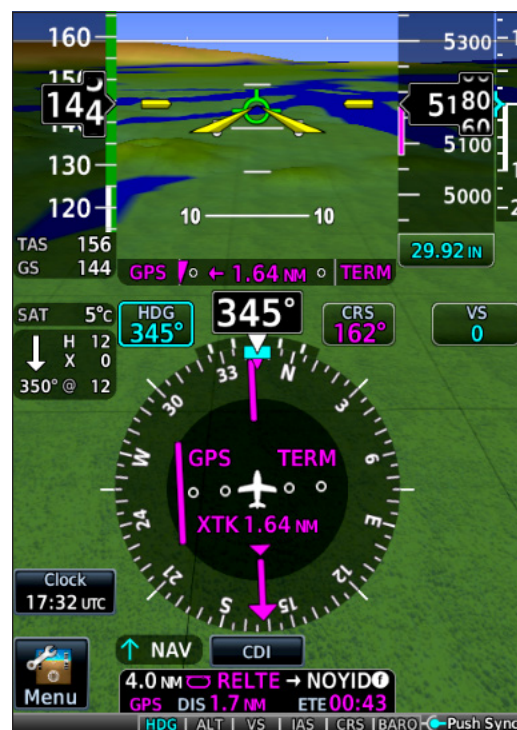 160
5300
150
14 5 4
5180 60
140
5100
130
120
5000
10 10
TAS 156
GS 144
29.92 IN
GPS ← 1.64 NM TERM
SAT 5°C
HDG 345°
345°
CRS 162°
VS 0
H 12
↓ X 0
350° @ 12
33 N 3 6 E 12 15 S 21 24 W 30
GPS TERM
XTK 1.64 NM
Clock
17:32 UTC
↑ NAV
CDI
Menu
4.0 NM RELTE → NOYID f
GPS DIS 1.7 NM ETE 00:43
HDG | ALT | VS | IAS | CRS | BARO Push Sync